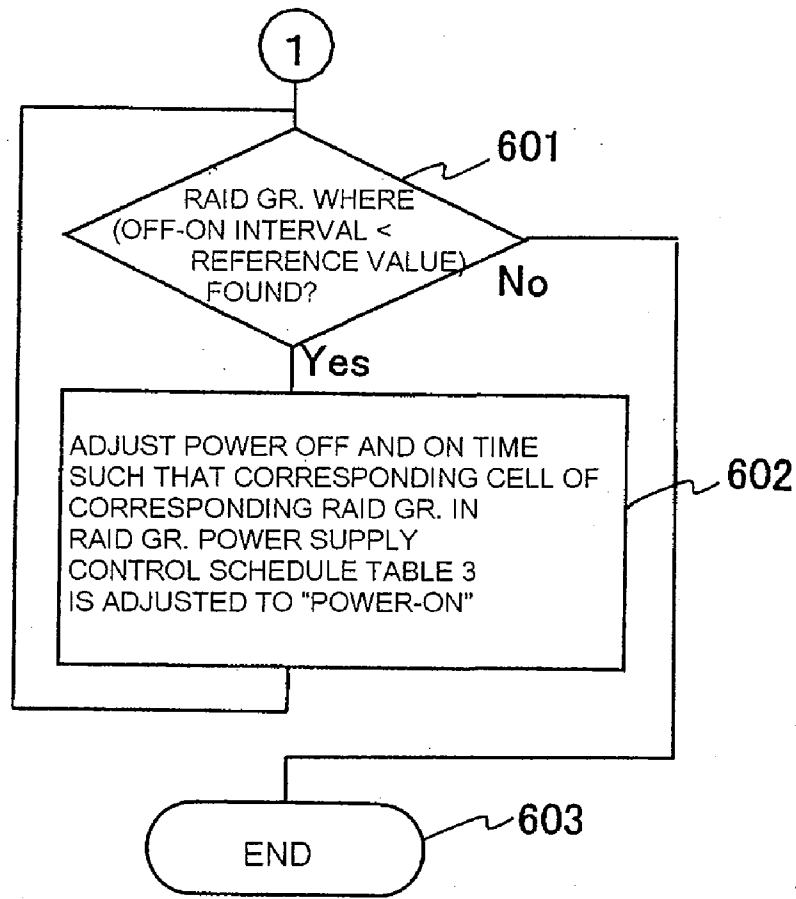 1
601
RAID GR. WHERE
(OFF-ON INTERVAL <
REFERENCE VALUE)
FOUND?
No
Yes
ADJUST POWER OFF AND ON TIME
SUCH THAT CORRESPONDING CELL OF
CORRESPONDING RAID GR. IN
RAID GR. POWER SUPPLY
CONTROL SCHEDULE TABLE 3
IS ADJUSTED TO "POWER-ON"
602
603
END